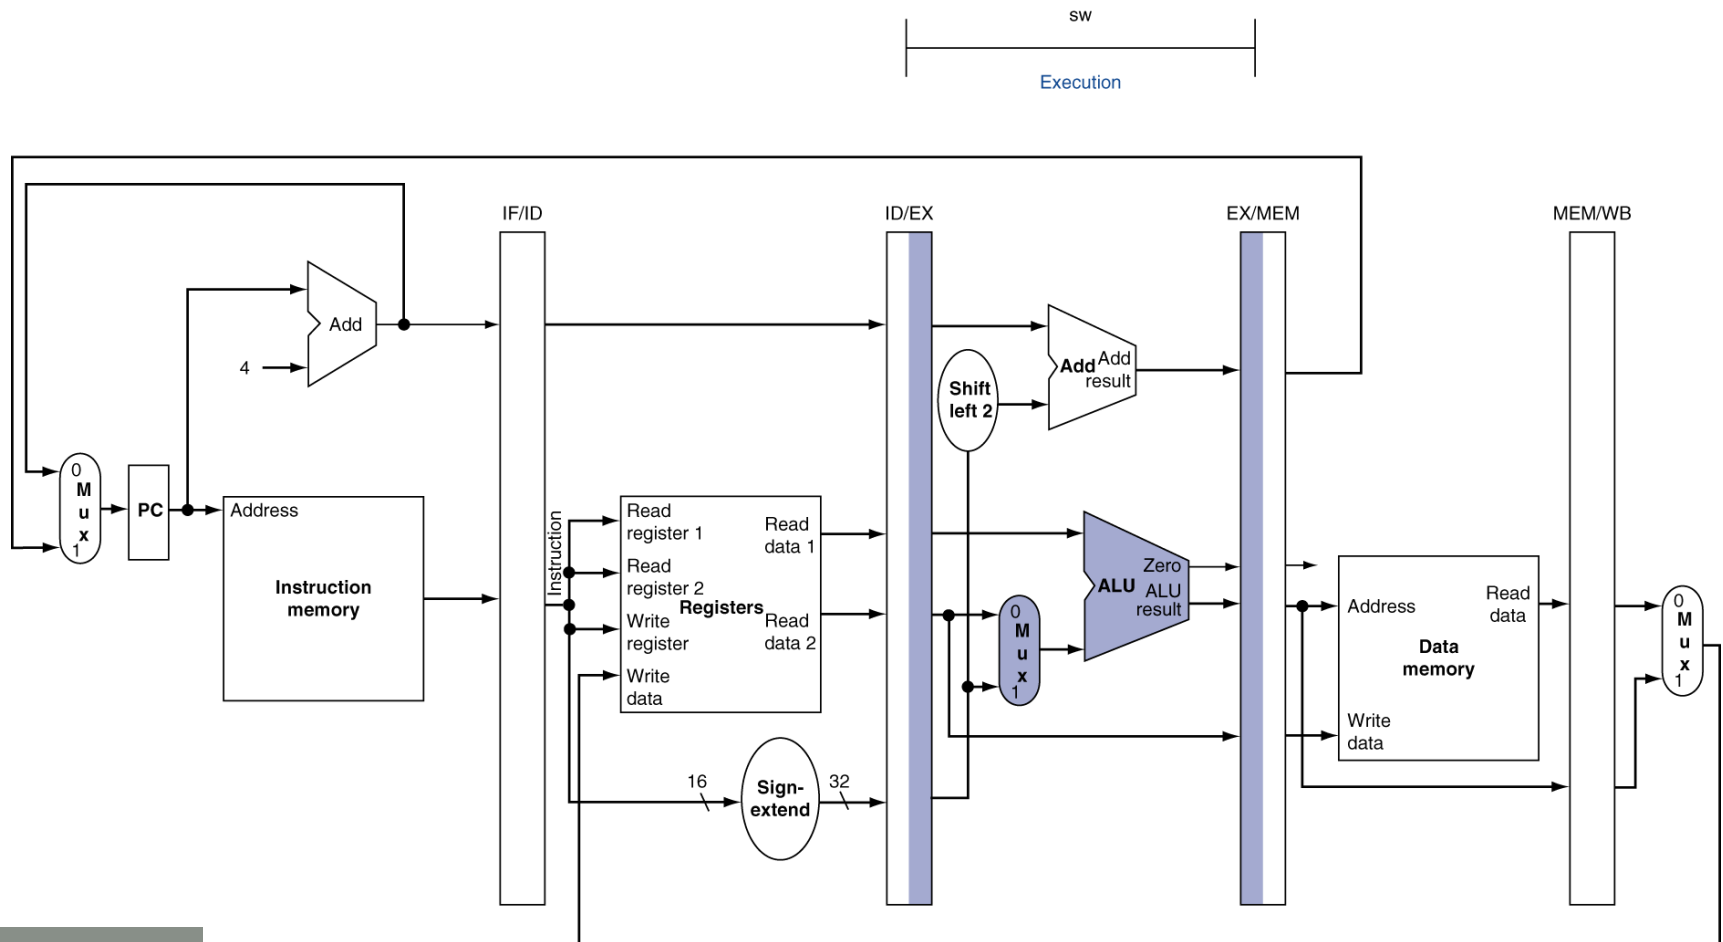 sw
Execution
IF/ID
ID/EX
EX/MEM
MEM/WB
Add
4
0
M
u
x
1
PC
Address
Instruction
memory
Instruction
Read
register 1
Read
register 2
Write
register
Write
data
Registers
Read
data 1
Read
data 2
16
Sign-
extend
32
Shift
left 2
Add
Add
result
0
M
u
x
1
ALU
Zero
ALU
result
Address
Write
data
Data
memory
Read
data
0
M
u
x
1